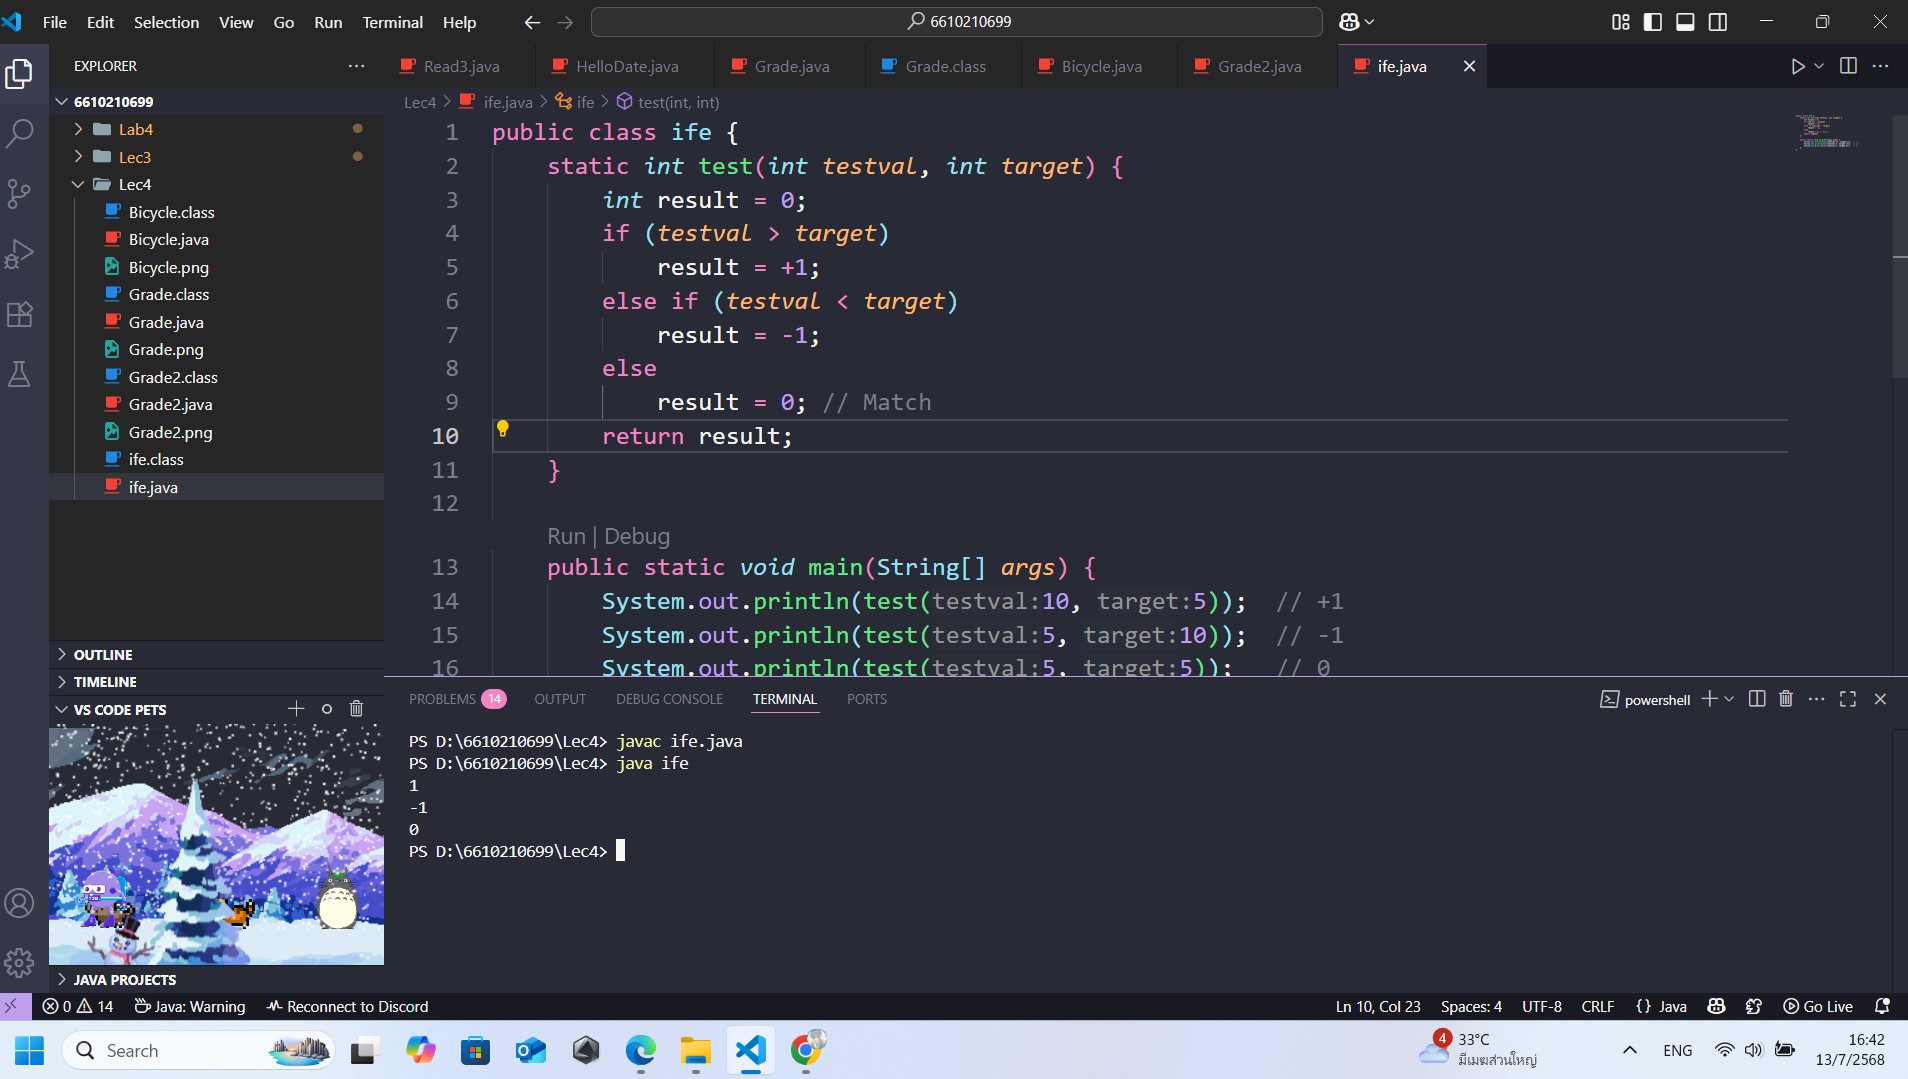 File Edit Selection View Go Run Terminal Help
6610210699
EXPLORER
Read3.java HelloDate.java Grade.java Grade.class Bicycle.java Grade2.java ife.java
6610210699
Lab4
Lec3
Lec4
Bicycle.class
Bicycle.java
Bicycle.png
Grade.class
Grade.java
Grade.png
Grade2.class
Grade2.java
Grade2.png
ife.class
ife.java
OUTLINE
TIMELINE
VS CODE PETS
JAVA PROJECTS
Lec4 > ife.java > ife > test(int, int)
1 public class ife {
2 static int test(int testval, int target) {
3 int result = 0;
4 if (testval > target)
5 result = +1;
6 else if (testval < target)
7 result = -1;
8 else
9 result = 0; // Match
10 return result;
11 }
12
Run | Debug
13 public static void main(String[] args) {
14 System.out.println(test(testval:10, target:5)); // +1
15 System.out.println(test(testval:5, target:10)); // -1
16 System.out.println(test(testval:5, target:5)); // 0
PROBLEMS 14 OUTPUT DEBUG CONSOLE TERMINAL PORTS
powershell
PS D:\6610210699\Lec4> javac ife.java
PS D:\6610210699\Lec4> java ife
1
-1
0
PS D:\6610210699\Lec4>
0 14 Java: Warning Reconnect to Discord
Ln 10, Col 23 Spaces: 4 UTF-8 CRLF {} Java Go Live
Search
4
33°C
มีเมฆส่วนใหญ่
ENG
16:42
13/7/2568